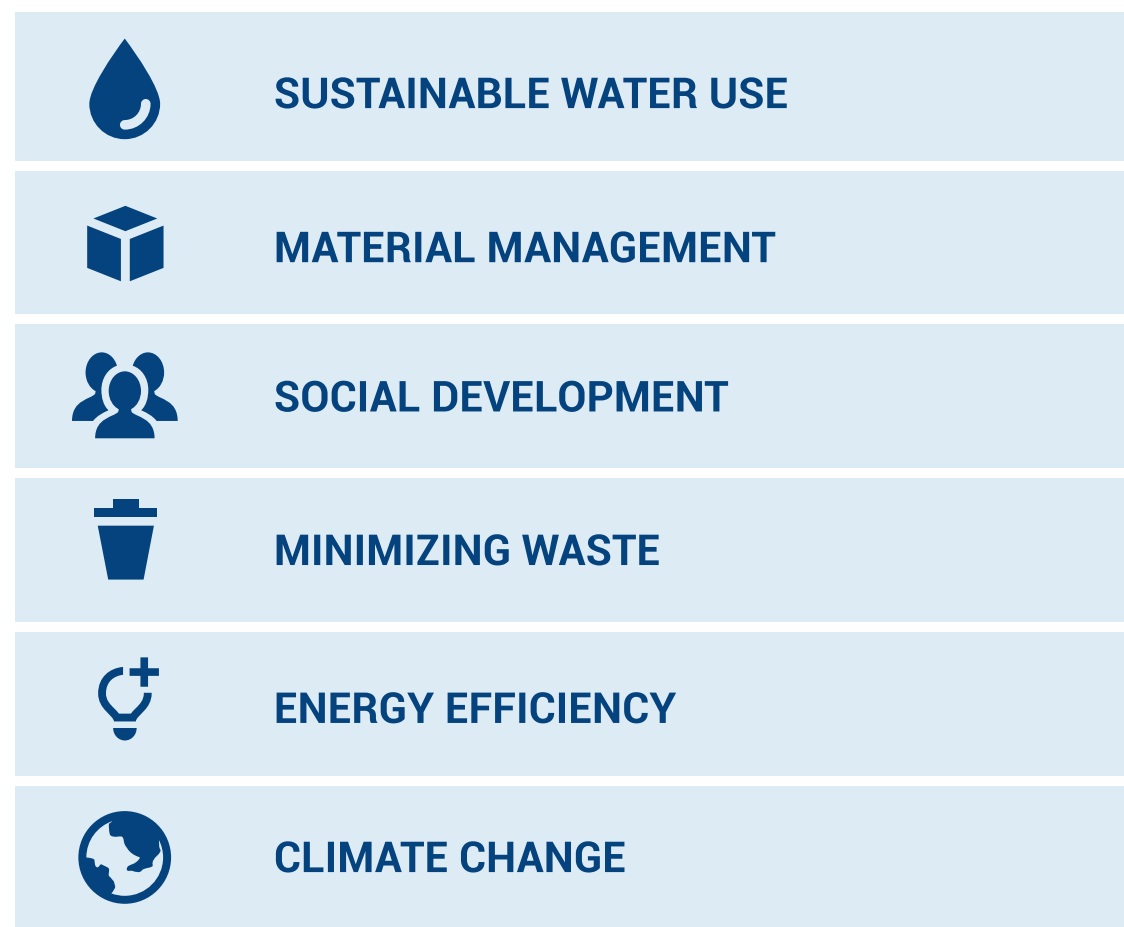 SUSTAINABLE WATER USE
MATERIAL MANAGEMENT
SOCIAL DEVELOPMENT
MINIMIZING WASTE
ENERGY EFFICIENCY
CLIMATE CHANGE